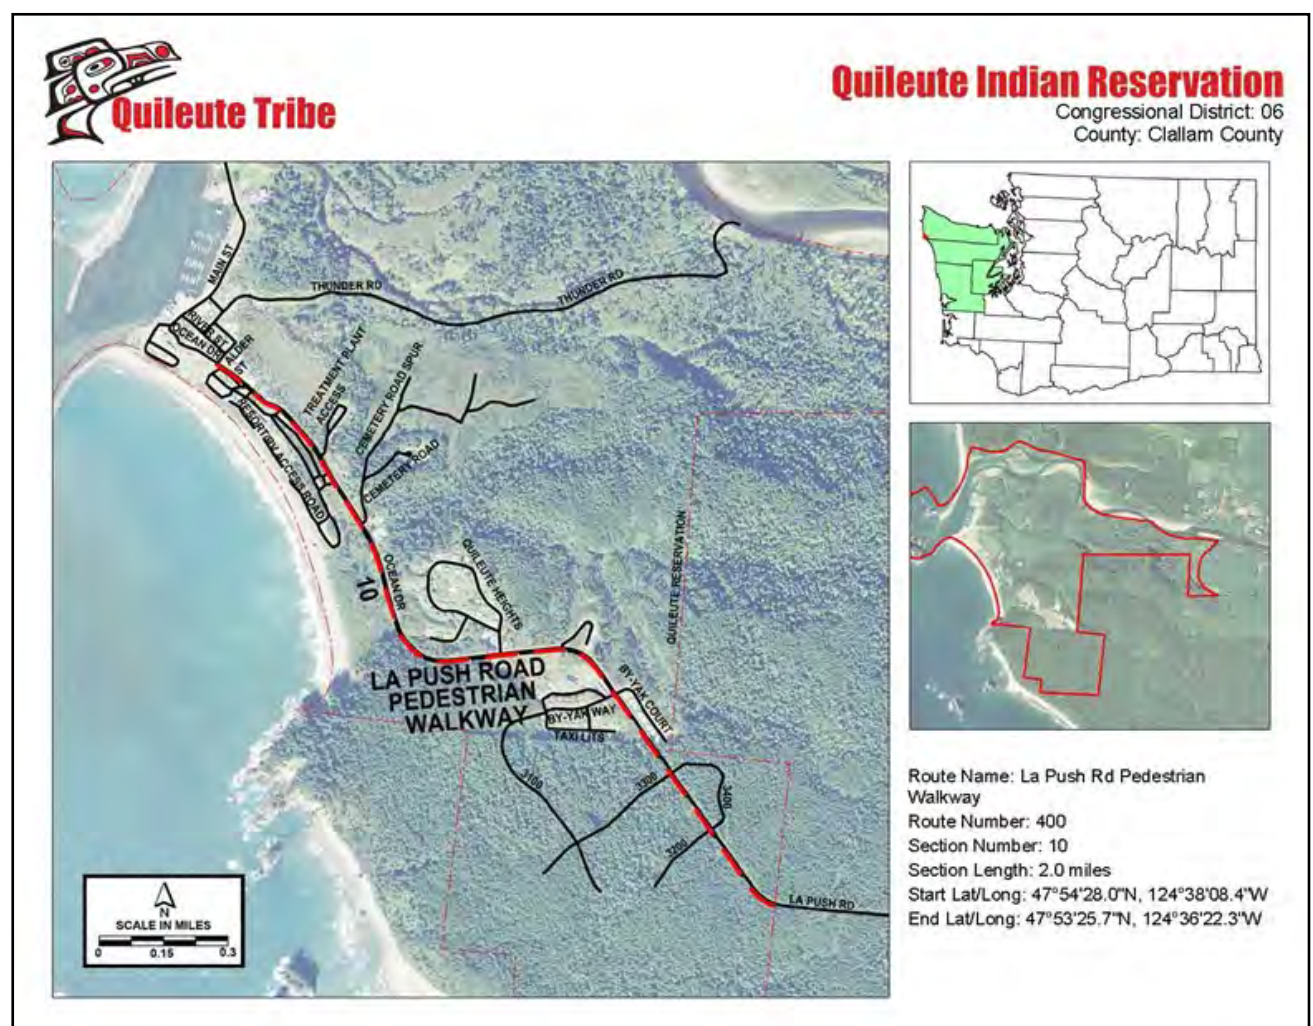 Quileute Tribe
Quileute Indian Reservation
Congressional District: 06
County: Clallam County
MAIN ST
THUNDER RD
THUNDER RD
RIVER ST
OCEAN DR
ALDER
ST
TREATMENT PLANT
ACCESS
CEMETERY ROAD SPUR
CEMETERY ROAD
ACCESS ROAD
QUILEUTE RESERVATION
OCEAN DR
10
QUILEUTE HEIGHTS
LA PUSH ROAD
PEDESTRIAN
WALKWAY
BY-YAK COURT
BY-YAK WAY
TAXI LITS
3100
3300
3400
3200
LA PUSH RD
N
SCALE IN MILES
0 0.15 0.3
Route Name: La Push Rd Pedestrian
Walkway
Route Number: 400
Section Number: 10
Section Length: 2.0 miles
Start Lat/Long: 47°54'28.0"N, 124°38'08.4"W
End Lat/Long: 47°53'25.7"N, 124°36'22.3"W